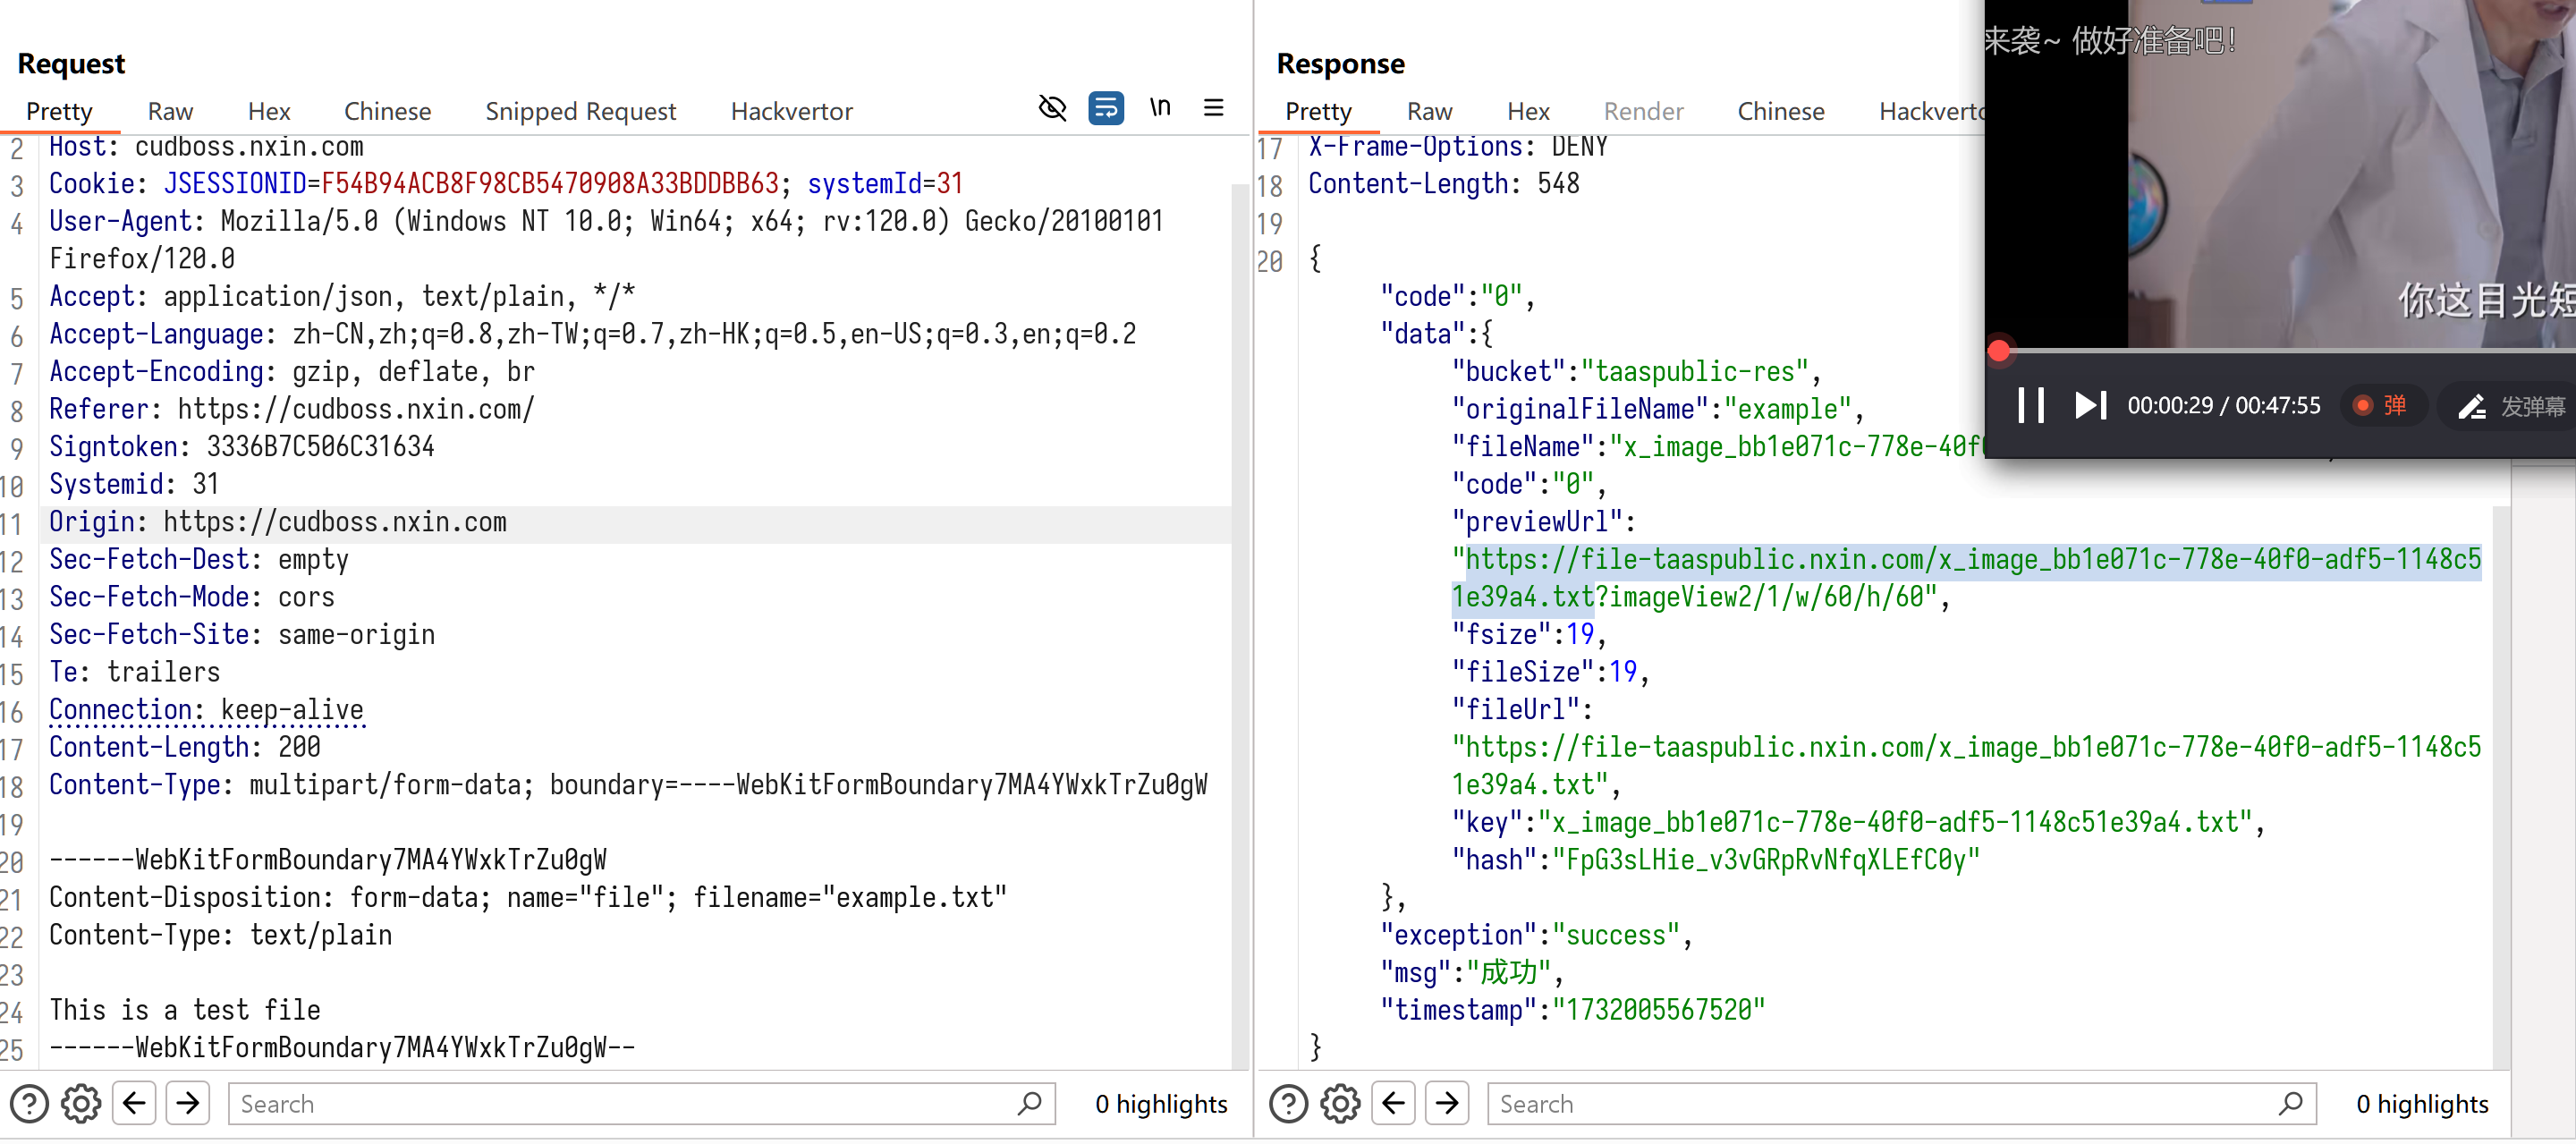 Request
Pretty Raw Hex Chinese Snipped Request Hackvertor \n
2 Host: cudboss.nxin.com
3 Cookie: JSESSIONID=F54B94ACB8F98CB5470908A33BDDBB63; systemId=31
4 User-Agent: Mozilla/5.0 (Windows NT 10.0; Win64; x64; rv:120.0) Gecko/20100101
Firefox/120.0
5 Accept: application/json, text/plain, */*
6 Accept-Language: zh-CN,zh;q=0.8,zh-TW;q=0.7,zh-HK;q=0.5,en-US;q=0.3,en;q=0.2
7 Accept-Encoding: gzip, deflate, br
8 Referer: https://cudboss.nxin.com/
9 Signtoken: 3336B7C506C31634
10 Systemid: 31
11 Origin: https://cudboss.nxin.com
12 Sec-Fetch-Dest: empty
13 Sec-Fetch-Mode: cors
14 Sec-Fetch-Site: same-origin
15 Te: trailers
16 Connection: keep-alive
17 Content-Length: 200
18 Content-Type: multipart/form-data; boundary=----WebKitFormBoundary7MA4YWxkTrZu0gW
19
20 ------WebKitFormBoundary7MA4YWxkTrZu0gW
21 Content-Disposition: form-data; name="file"; filename="example.txt"
22 Content-Type: text/plain
23
24 This is a test file
25 ------WebKitFormBoundary7MA4YWxkTrZu0gW--
Search 0 highlights
Response
Pretty Raw Hex Render Chinese Hackverto
17 X-Frame-Options: DENY
18 Content-Length: 548
19
20 {
"code":"0",
"data":{
"bucket":"taaspublic-res",
"originalFileName":"example",
"fileName":"x_image_bb1e071c-778e-40f0
"code":"0",
"previewUrl":
"https://file-taaspublic.nxin.com/x_image_bb1e071c-778e-40f0-adf5-1148c5
1e39a4.txt?imageView2/1/w/60/h/60",
"fsize":19,
"fileSize":19,
"fileUrl":
"https://file-taaspublic.nxin.com/x_image_bb1e071c-778e-40f0-adf5-1148c5
1e39a4.txt",
"key":"x_image_bb1e071c-778e-40f0-adf5-1148c51e39a4.txt",
"hash":"FpG3sLHie_v3vGRpRvNfqXLEfC0y"
},
"exception":"success",
"msg":"成功",
"timestamp":"1732005567520"
}
Search 0 highlights
来袭~ 做好准备吧!
你这目光短
00:00:29 / 00:47:55 弹 发弹幕